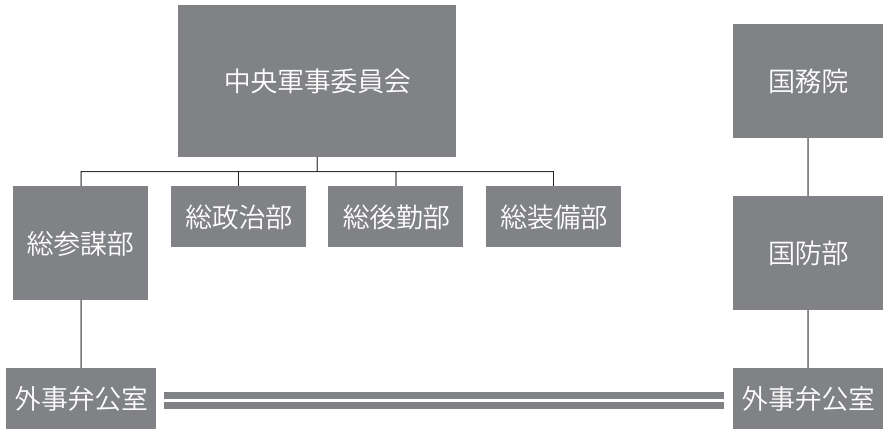 中央軍事委員会
国務院
総参謀部
総政治部
総後勤部
総装備部
国防部
外事弁公室
外事弁公室